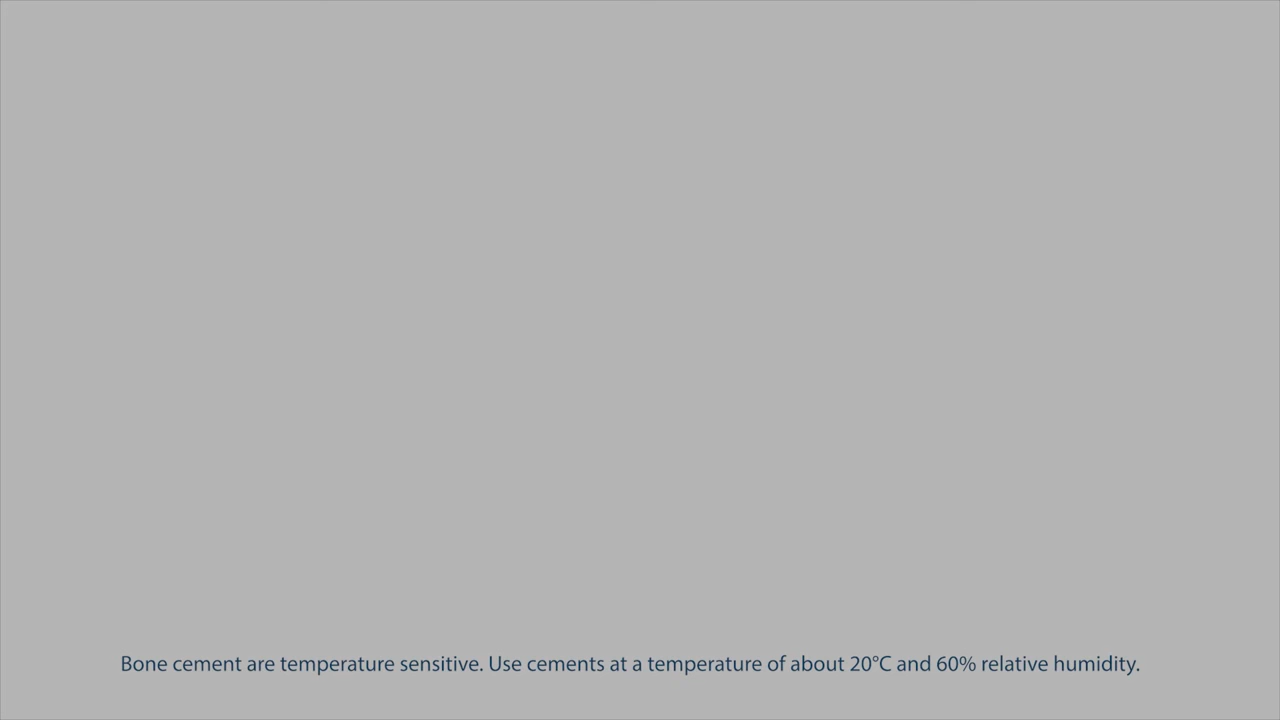 Bone cement are temperature sensitive. Use cements at a temperature of about 20°C and 60% relative humidity.